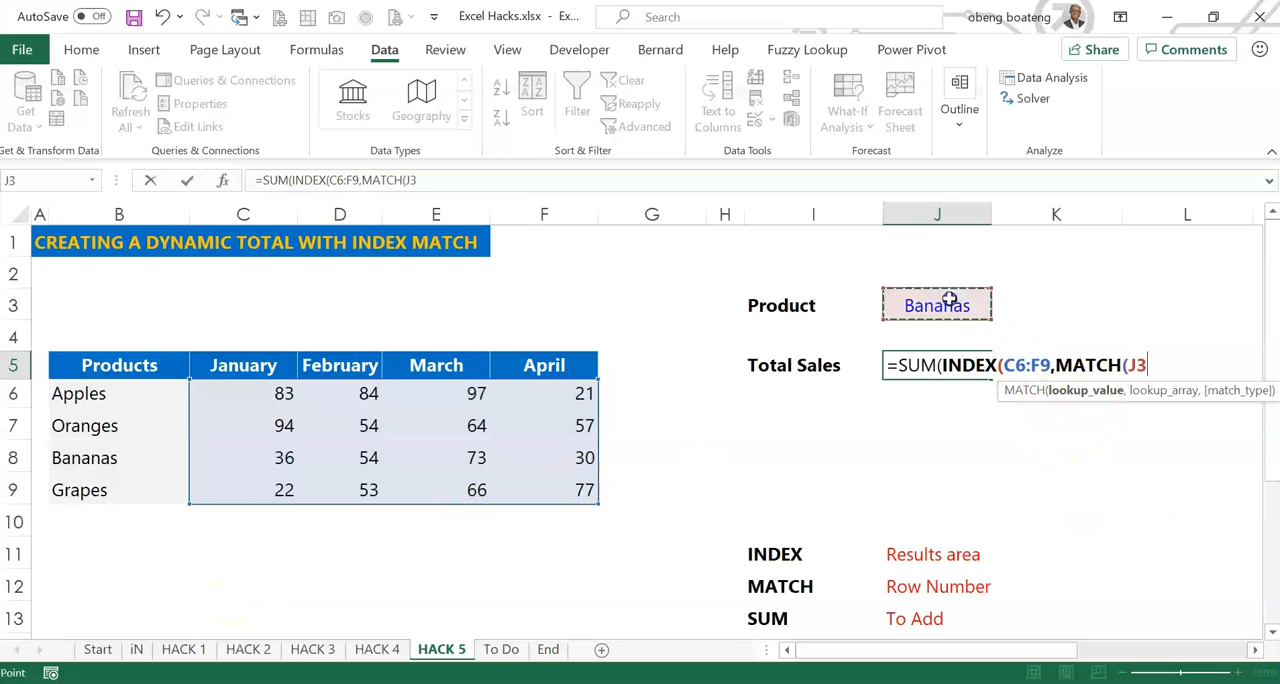 AutoSave Off Excel Hacks.xlsx - Ex... Search obeng boateng
File Home Insert Page Layout Formulas Data Review View Developer Bernard Help Fuzzy Lookup Power Pivot Share Comments
Get Data
Refresh All
Queries & Connections
Properties
Edit Links
Stocks Geography
Sort
Filter
Clear
Reapply
Advanced
Text to Columns
What-If Analysis
Forecast Sheet
Outline
Data Analysis
Solver
Get & Transform Data Queries & Connections Data Types Sort & Filter Data Tools Forecast Analyze
J3 fx =SUM(INDEX(C6:F9,MATCH(J3
A B C D E F G H I J K L
1 CREATING A DYNAMIC TOTAL WITH INDEX MATCH
2
3 Product Bananas
4
5 Products January February March April Total Sales =SUM(INDEX(C6:F9,MATCH(J3
MATCH(lookup_value, lookup_array, [match_type])
6 Apples 83 84 97 21
7 Oranges 94 54 64 57
8 Bananas 36 54 73 30
9 Grapes 22 53 66 77
10
11 INDEX Results area
12 MATCH Row Number
13 SUM To Add
Start iN HACK 1 HACK 2 HACK 3 HACK 4 HACK 5 To Do End
Point